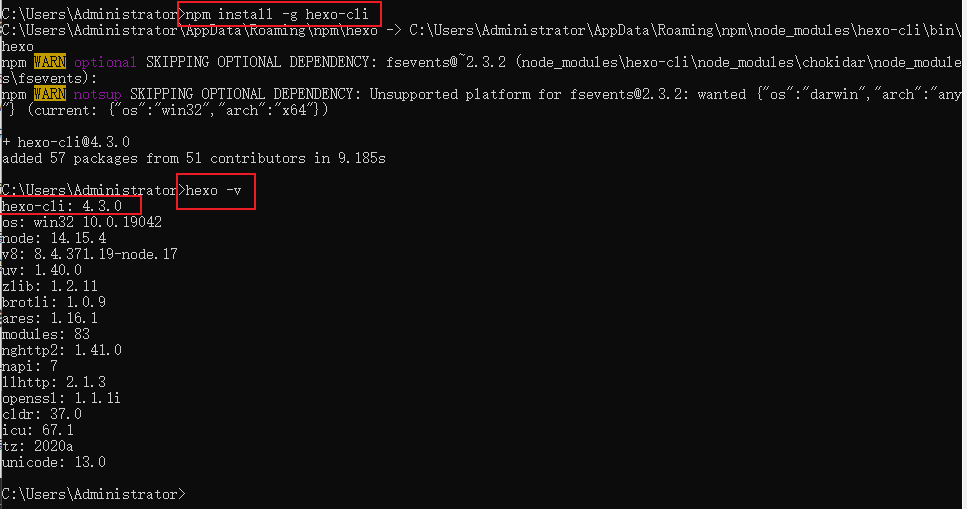 C:\Users\Administrator>npm install -g hexo-cli
C:\Users\Administrator\AppData\Roaming\npm\hexo -> C:\Users\Administrator\AppData\Roaming\npm\node_modules\hexo-cli\bin\
hexo
npm WARN optional SKIPPING OPTIONAL DEPENDENCY: fsevents@~2.3.2 (node_modules\hexo-cli\node_modules\chokidar\node_module
s\fsevents):
npm WARN notsup SKIPPING OPTIONAL DEPENDENCY: Unsupported platform for fsevents@2.3.2: wanted {"os":"darwin","arch":"any
"} (current: {"os":"win32","arch":"x64"})
+ hexo-cli@4.3.0
added 57 packages from 51 contributors in 9.185s
C:\Users\Administrator>hexo -v
hexo-cli: 4.3.0
os: win32 10.0.19042
node: 14.15.4
v8: 8.4.371.19-node.17
uv: 1.40.0
zlib: 1.2.11
brotli: 1.0.9
ares: 1.16.1
modules: 83
nghttp2: 1.41.0
napi: 7
llhttp: 2.1.3
openssl: 1.1.1i
cldr: 37.0
icu: 67.1
tz: 2020a
unicode: 13.0
C:\Users\Administrator>